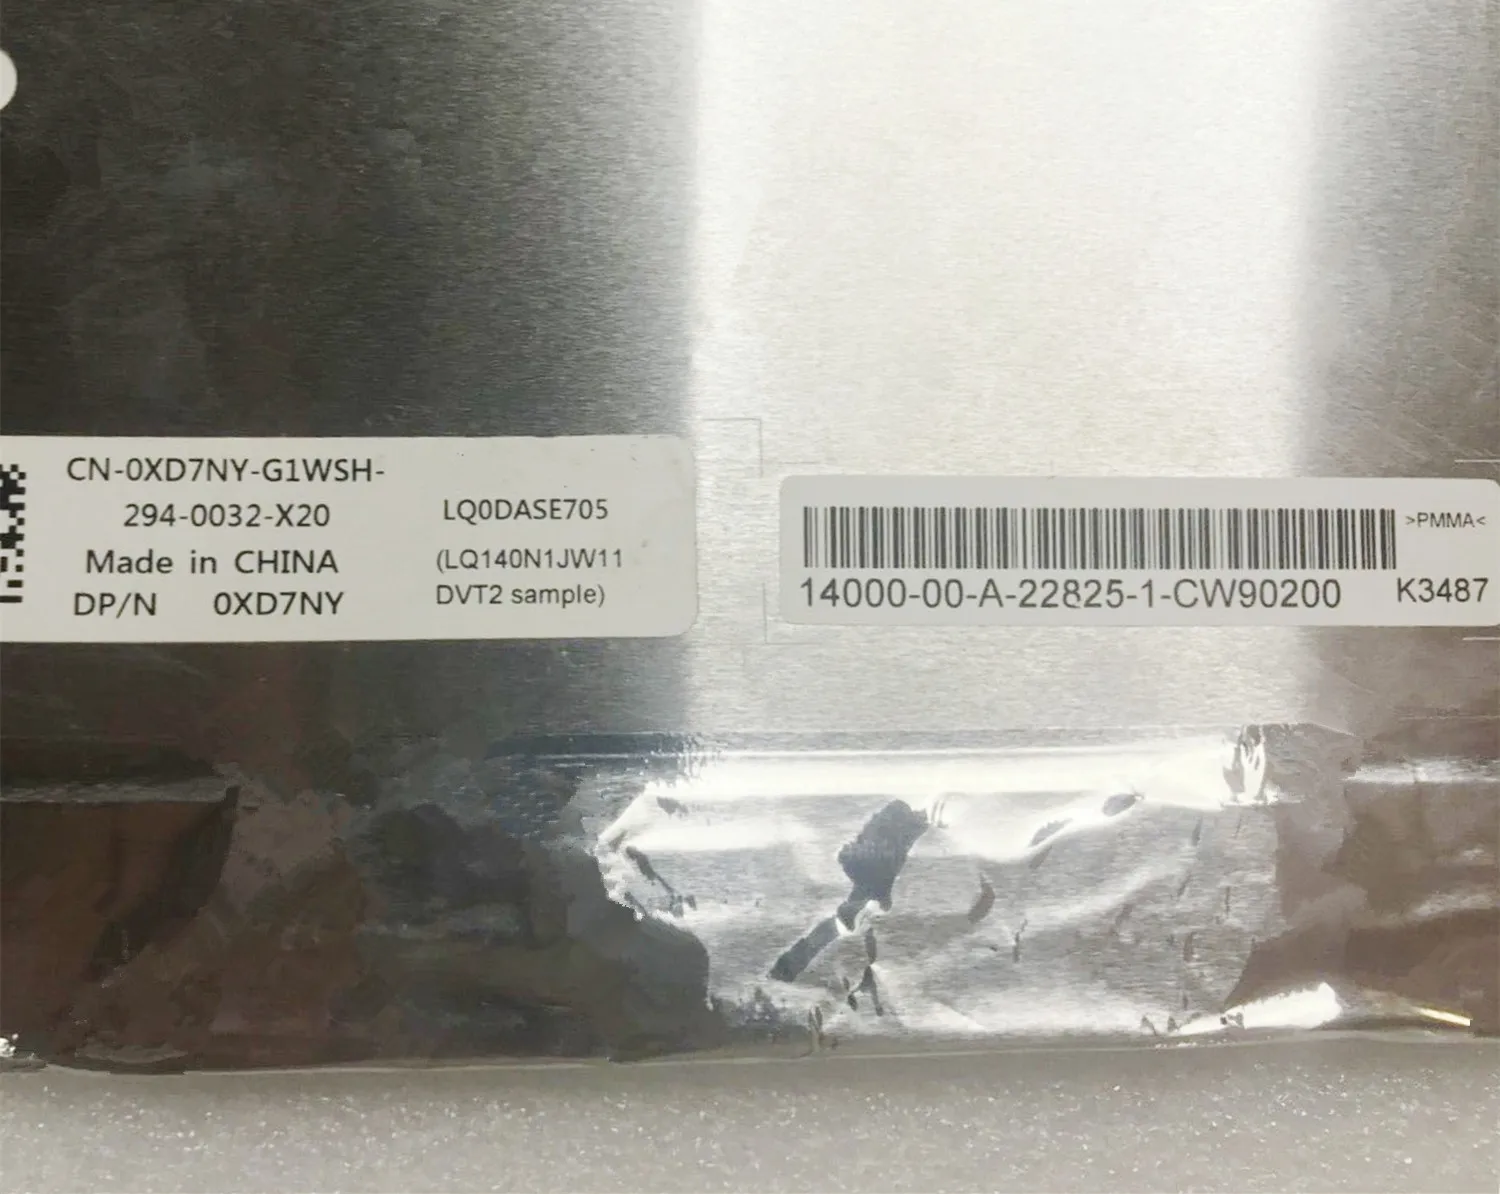 CN-0XD7NY-G1WSH-
294-0032-X20
Made in CHINA
DP/N 0XD7NY
LQ0DASE705
(LQ140N1JW11
DVT2 sample)
>PMMA<
14000-00-A-22825-1-CW90200 K3487